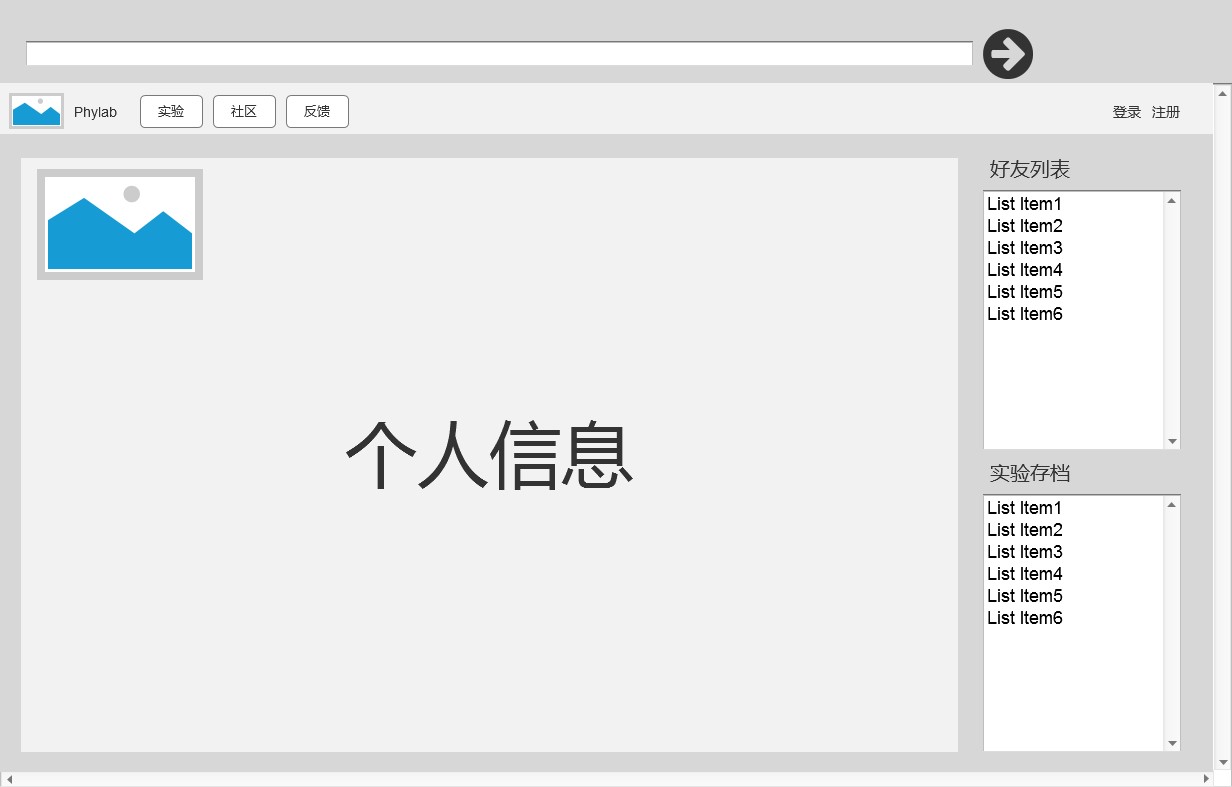 Phylab 实验 社区 反馈 登录 注册
个人信息
好友列表
List Item1
List Item2
List Item3
List Item4
List Item5
List Item6
实验存档
List Item1
List Item2
List Item3
List Item4
List Item5
List Item6